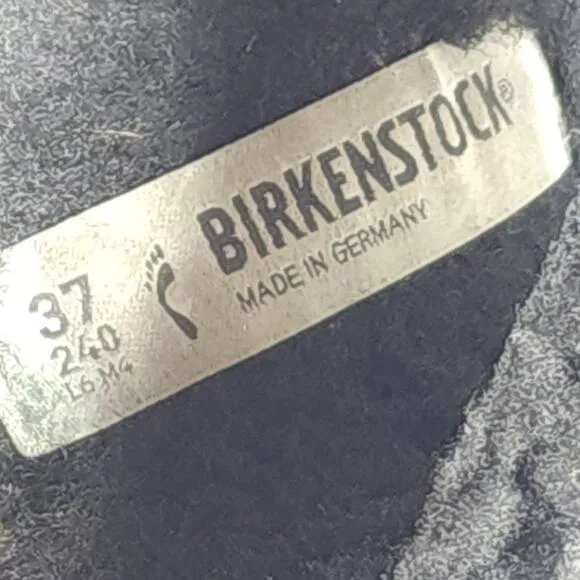 BIRKENSTOCK®
MADE IN GERMANY
37
240
L6 M4